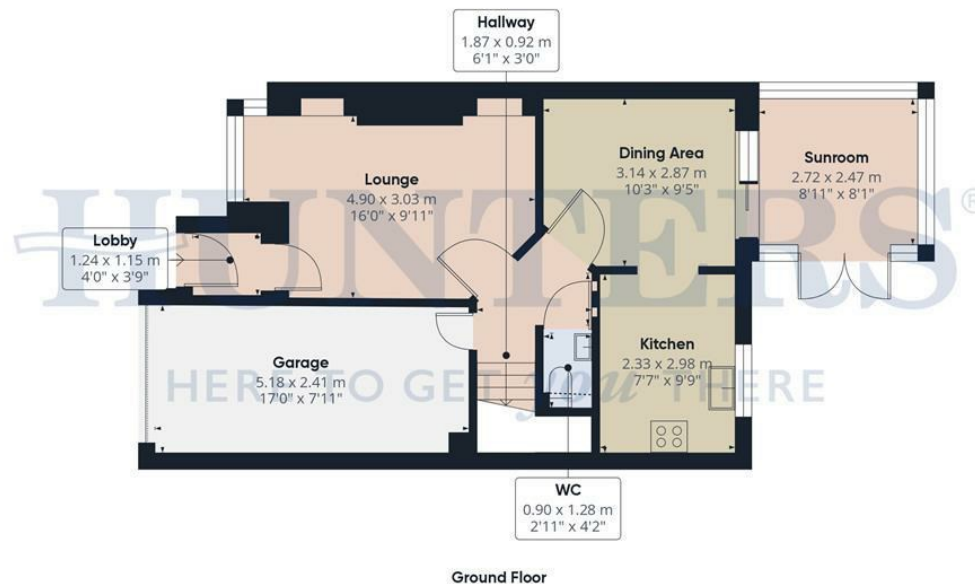 Hallway
1.87 x 0.92 m
6'1" x 3'0"
Dining Area
3.14 x 2.87 m
10'3" x 9'5"
Sunroom
2.72 x 2.47 m
8'11" x 8'1"
Lounge
4.90 x 3.03 m
16'0" x 9'11"
HUNTERS®
Lobby
1.24 x 1.15 m
4'0" x 3'9"
Kitchen
2.33 x 2.98 m
7'7" x 9'9"
Garage
5.18 x 2.41 m
17'0" x 7'11"
HERE TO GET you THERE
WC
0.90 x 1.28 m
2'11" x 4'2"
Ground Floor